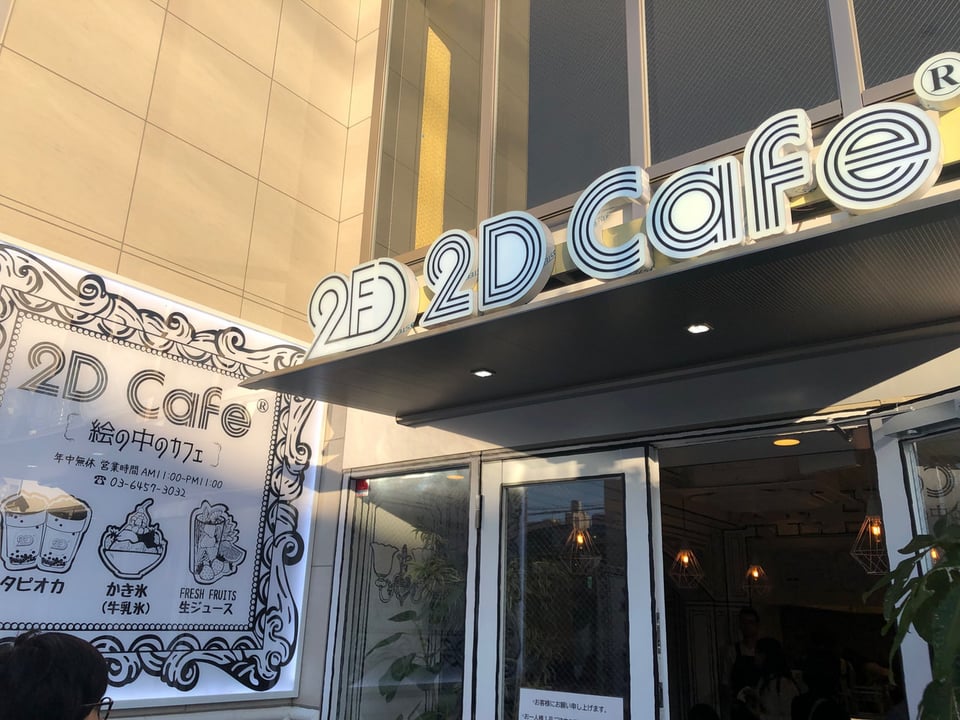 2F 2D Cafe®
2D Cafe®
[ 絵の中のカフェ ]
年中無休 営業時間 AM11:00-PM11:00
☎ 03-6457-3032
タピオカ
かき氷
(牛乳氷)
FRESH FRUITS
生ジュース
・お客様にお願い申し上げます。